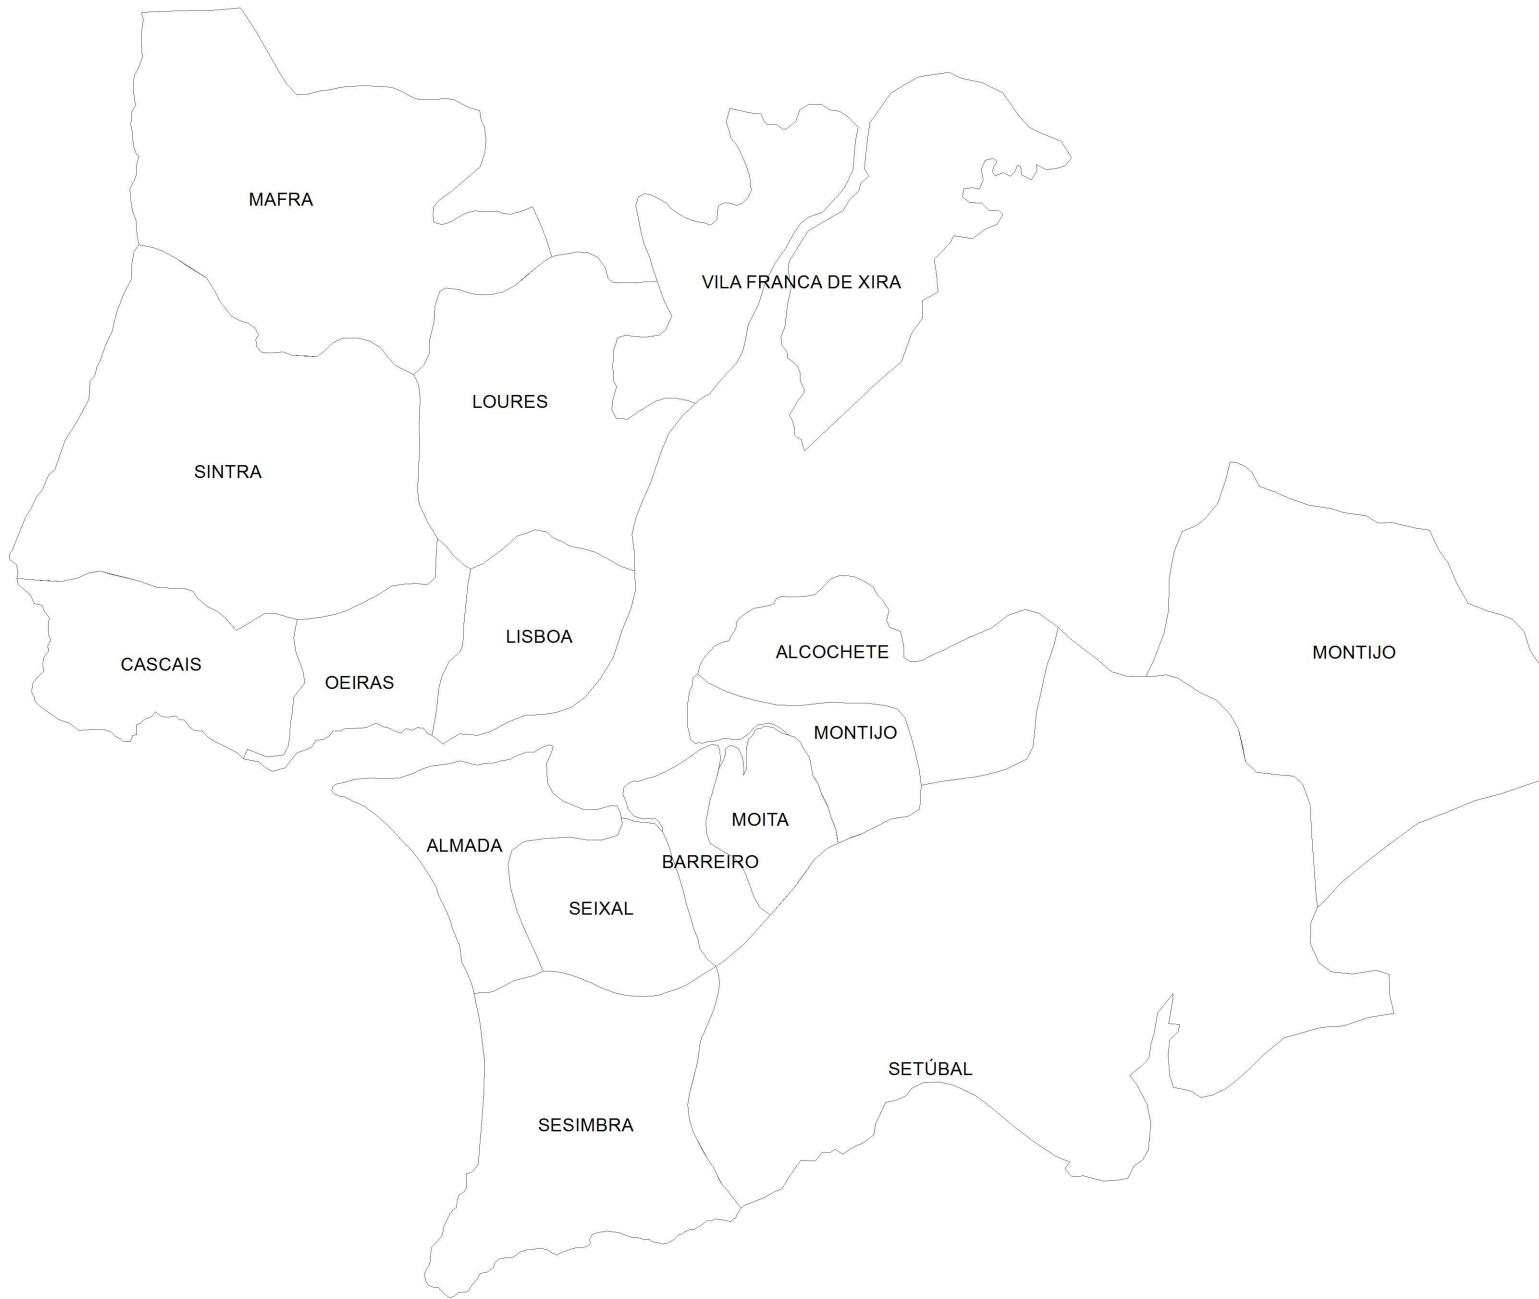 MAFRA
VILA FRANCA DE XIRA
LOURES
SINTRA
LISBOA
ALCOCHETE
MONTIJO
CASCAIS
OEIRAS
MONTIJO
MOITA
ALMADA
BARREIRO
SEIXAL
SETÚBAL
SESIMBRA